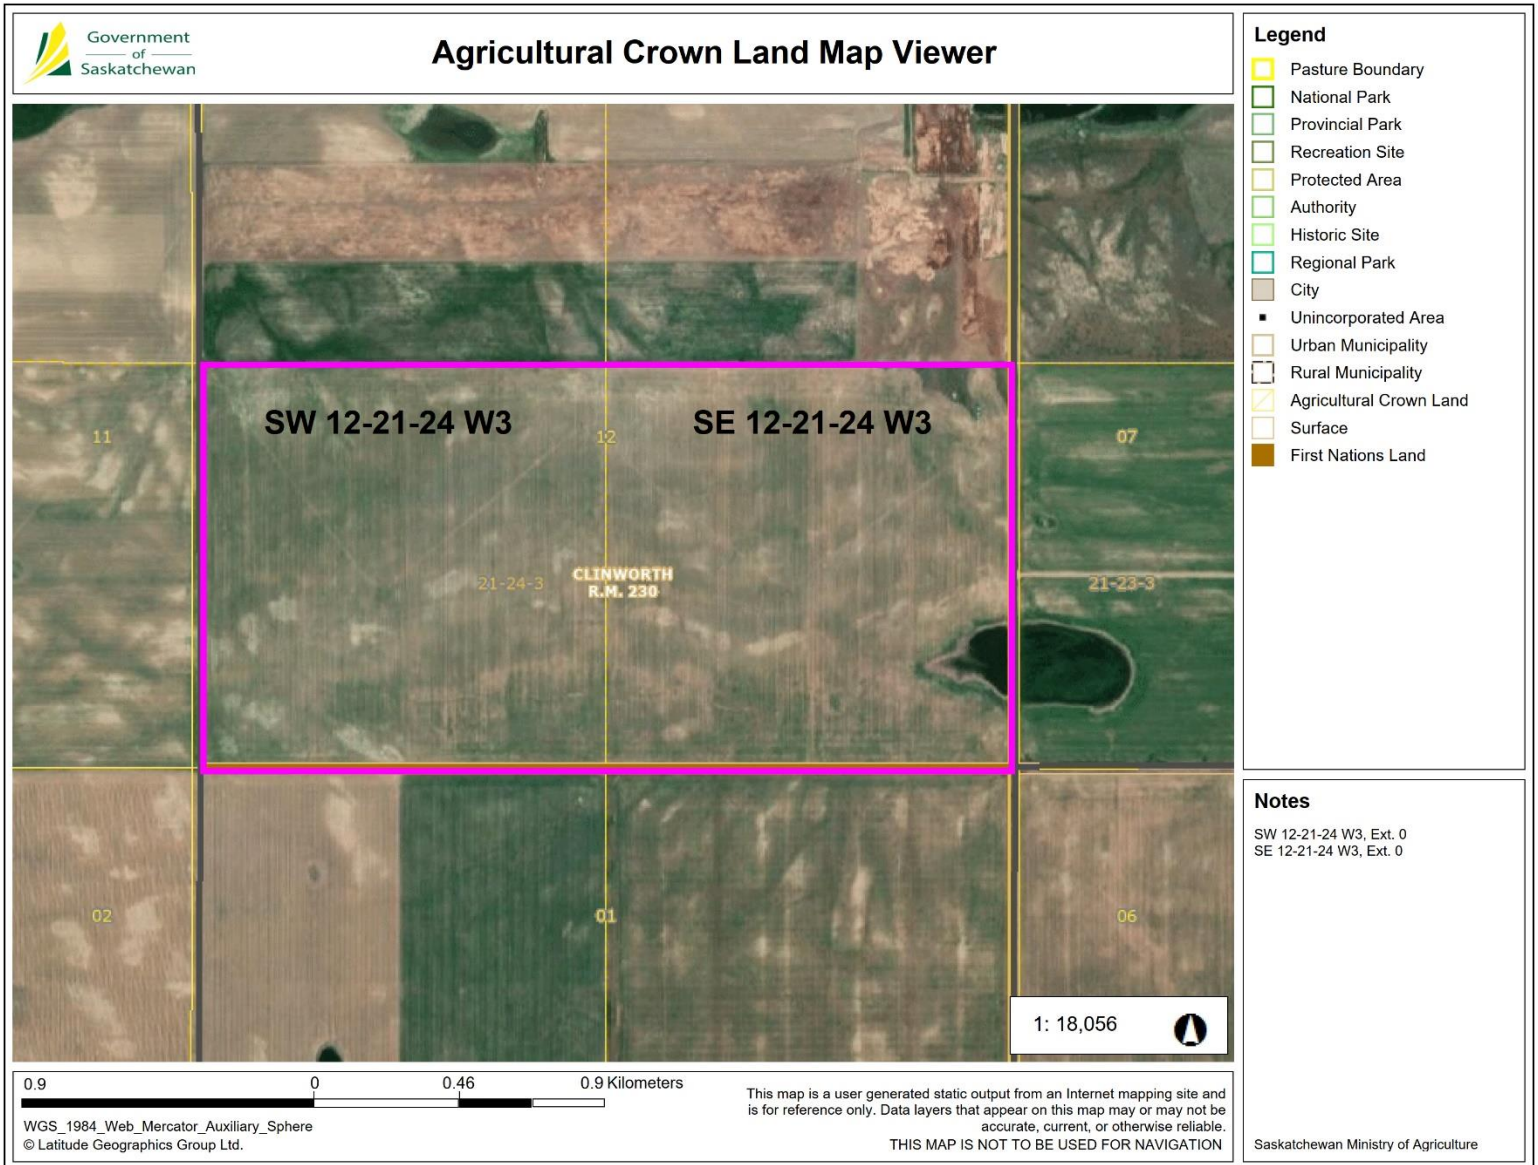 Government
of
Saskatchewan
Agricultural Crown Land Map Viewer
SW 12-21-24 W3
SE 12-21-24 W3
11
12
07
21-24-3
CLINWORTH
R.M. 230
21-23-3
02
01
06
1: 18,056
Legend
Pasture Boundary
National Park
Provincial Park
Recreation Site
Protected Area
Authority
Historic Site
Regional Park
City
Unincorporated Area
Urban Municipality
Rural Municipality
Agricultural Crown Land
Surface
First Nations Land
Notes
SW 12-21-24 W3, Ext. 0
SE 12-21-24 W3, Ext. 0
Saskatchewan Ministry of Agriculture
0.9 0 0.46 0.9 Kilometers
WGS_1984_Web_Mercator_Auxiliary_Sphere
© Latitude Geographics Group Ltd.
This map is a user generated static output from an Internet mapping site and
is for reference only. Data layers that appear on this map may or may not be
accurate, current, or otherwise reliable.
THIS MAP IS NOT TO BE USED FOR NAVIGATION